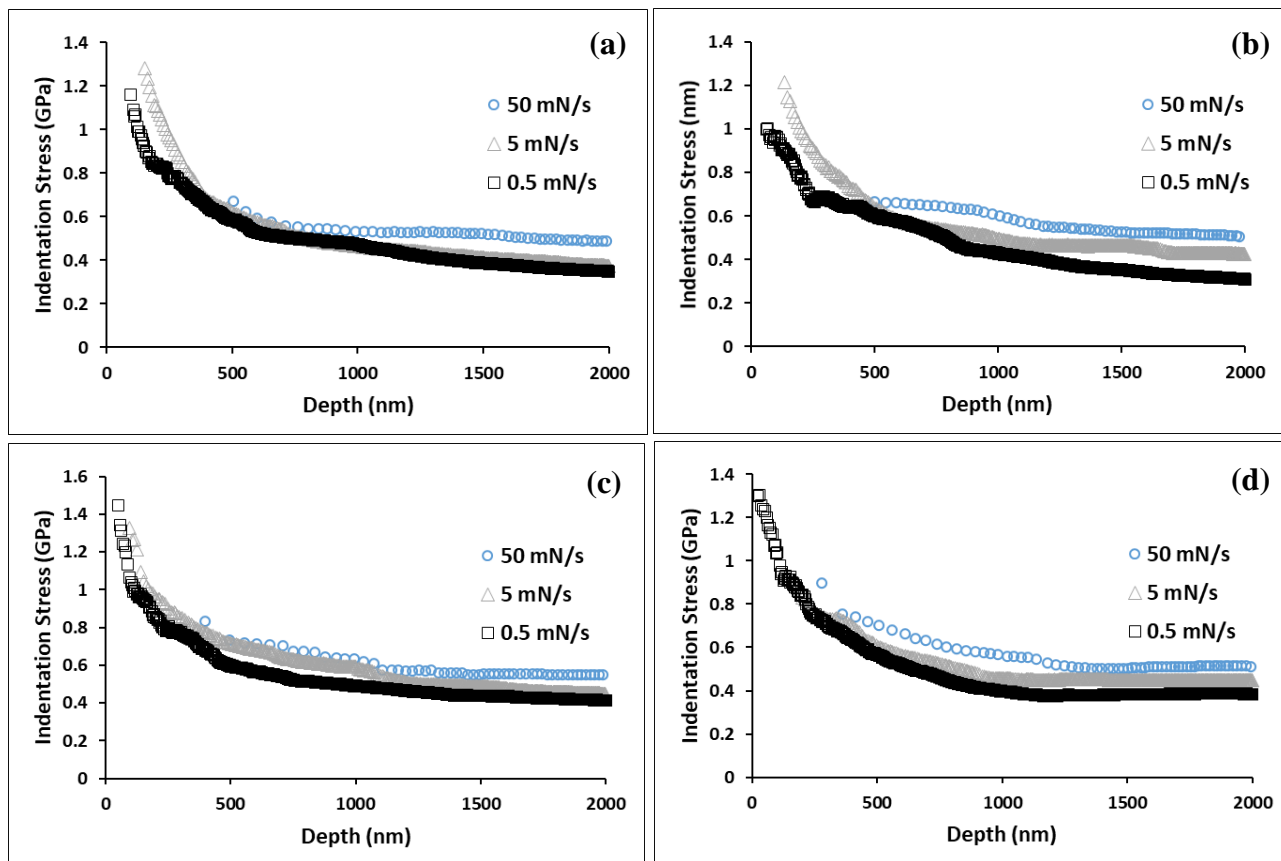 (a)
Indentation Stress (GPa)
1.4
1.2
1
0.8
0.6
0.4
0.2
0
0 500 1000 1500 2000
Depth (nm)
50 mN/s
5 mN/s
0.5 mN/s
(b)
Indentation Stress (nm)
1.4
1.2
1
0.8
0.6
0.4
0.2
0
0 500 1000 1500 2000
Depth (nm)
50 mN/s
5 mN/s
0.5 mN/s
(c)
Indentation Stress (GPa)
1.6
1.4
1.2
1
0.8
0.6
0.4
0.2
0
0 500 1000 1500 2000
Depth (nm)
50 mN/s
5 mN/s
0.5 mN/s
(d)
Indentation Stress (GPa)
1.4
1.2
1
0.8
0.6
0.4
0.2
0
0 500 1000 1500 2000
Depth (nm)
50 mN/s
5 mN/s
0.5 mN/s